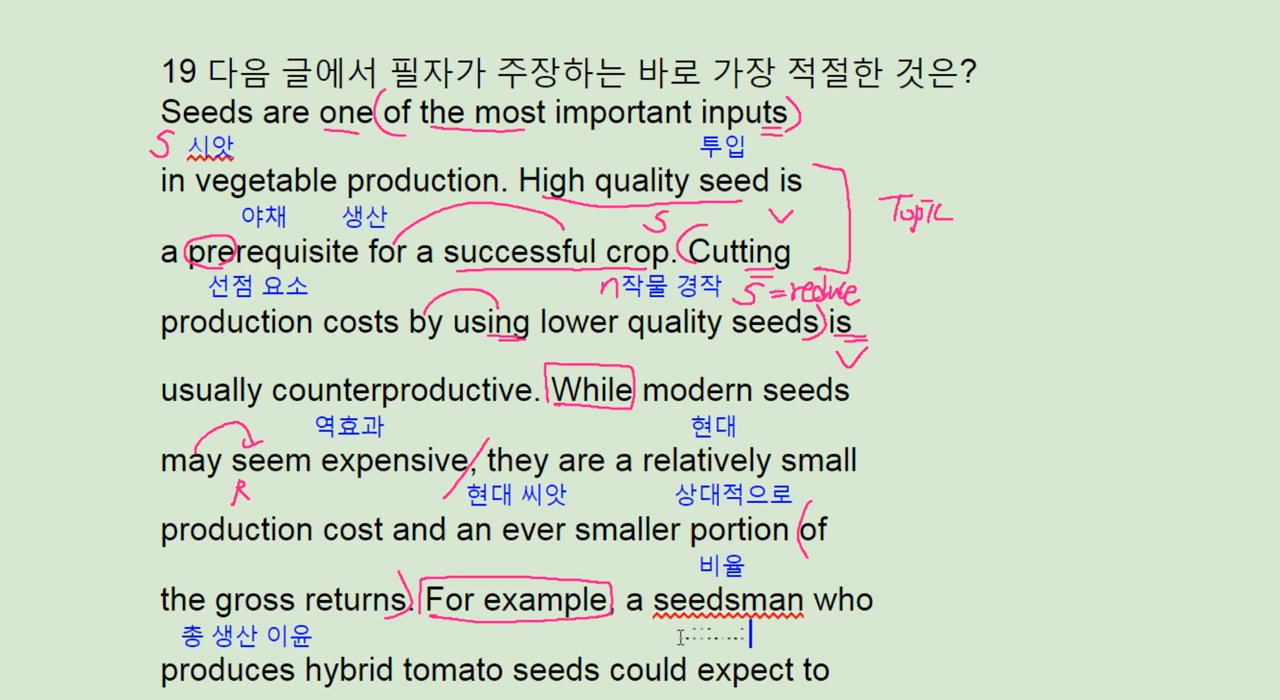 19 다음 글에서 필자가 주장하는 바로 가장 적절한 것은?
Seeds are one of the most important inputs
S 시앗 투입
in vegetable production. High quality seed is
야채 생산 S V Topic
a prerequisite for a successful crop. Cutting
선점 요소 n 작물 경작 S = reduce
production costs by using lower quality seeds is
V
usually counterproductive. While modern seeds
역효과 현대
may seem expensive, they are a relatively small
R 현대 씨앗 상대적으로
production cost and an ever smaller portion of
비율
the gross returns. For example, a seedsman who
총 생산 이윤
produces hybrid tomato seeds could expect to